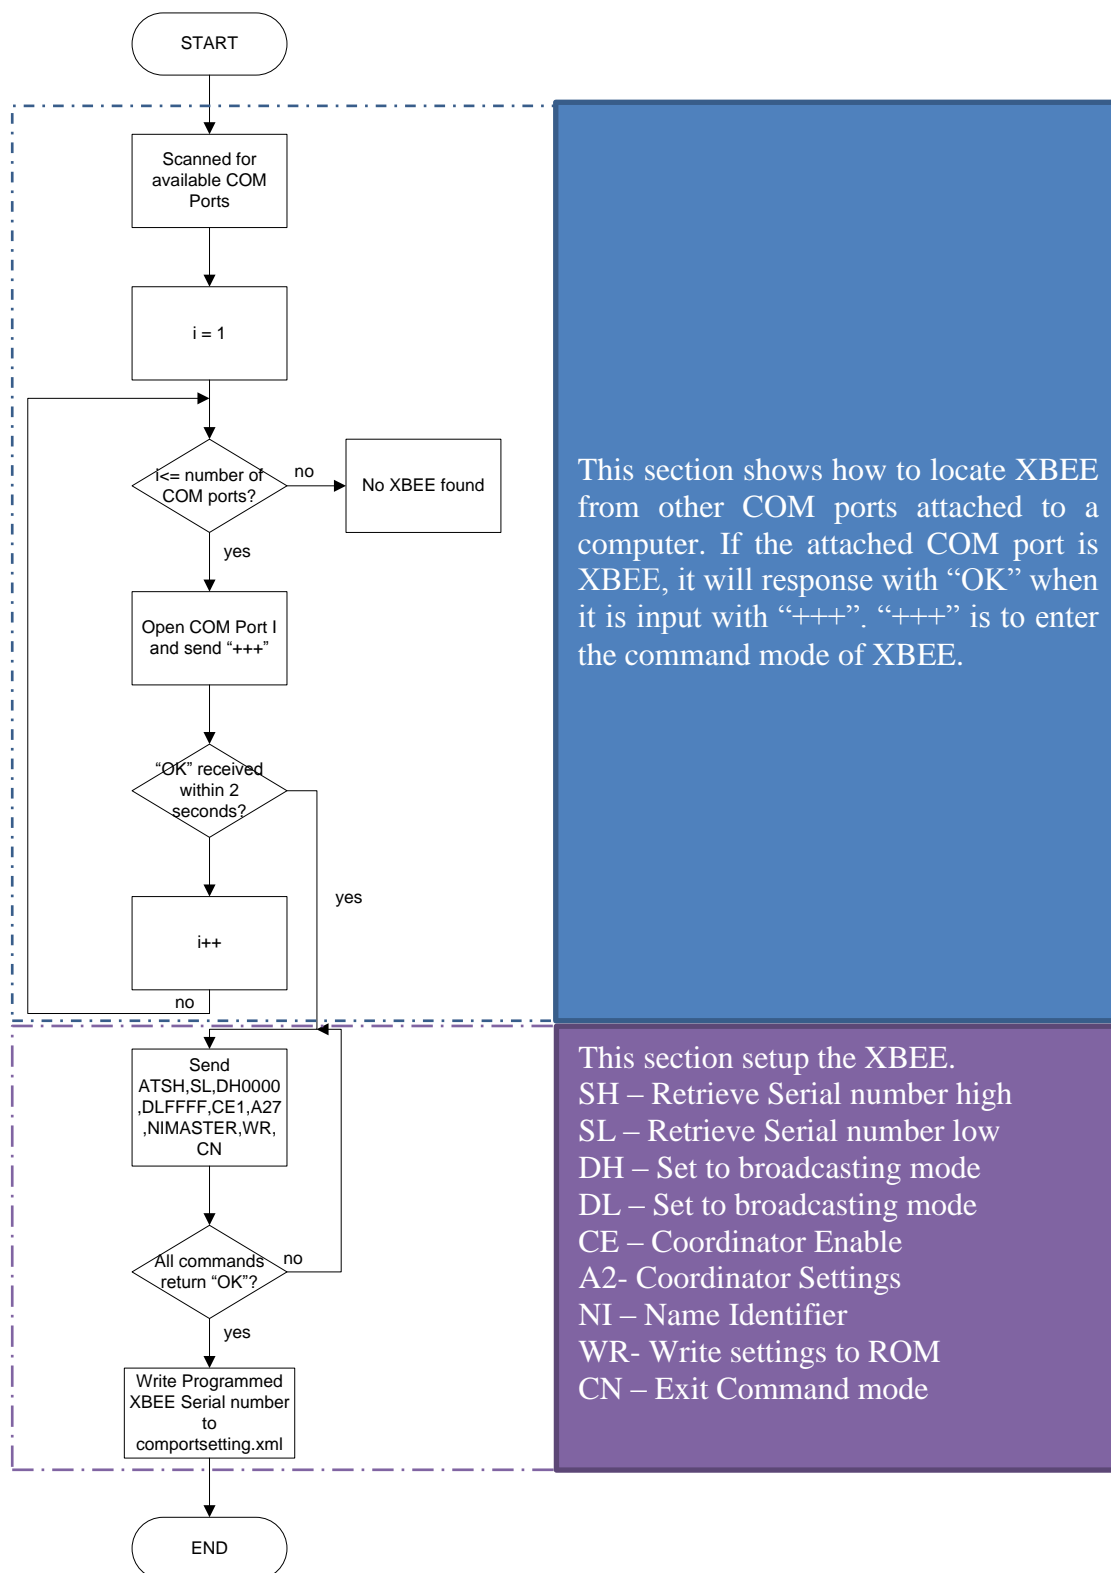 START
Scanned for
available COM
Ports
i = 1
i<= number of
COM ports?
no
No XBEE found
yes
Open COM Port I
and send “+++”
“OK” received
within 2
seconds?
yes
i++
no
This section shows how to locate XBEE
from other COM ports attached to a
computer. If the attached COM port is
XBEE, it will response with “OK” when
it is input with “+++”. “+++” is to enter
the command mode of XBEE.
Send
ATSH,SL,DH0000
,DLFFFF,CE1,A27
,NIMASTER,WR,
CN
All commands
return “OK”?
no
yes
Write Programmed
XBEE Serial number
to
comportsetting.xml
This section setup the XBEE.
SH – Retrieve Serial number high
SL – Retrieve Serial number low
DH – Set to broadcasting mode
DL – Set to broadcasting mode
CE – Coordinator Enable
A2- Coordinator Settings
NI – Name Identifier
WR- Write settings to ROM
CN – Exit Command mode
END